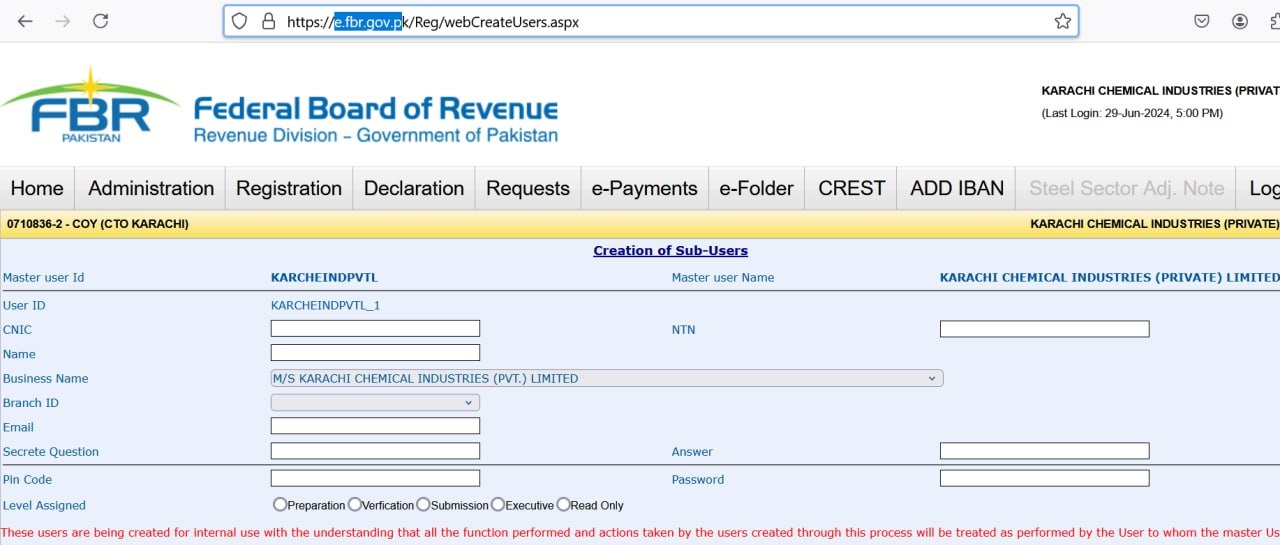 https://e.fbr.gov.pk/Reg/webCreateUsers.aspx
FBR
PAKISTAN
Federal Board of Revenue
Revenue Division – Government of Pakistan
KARACHI CHEMICAL INDUSTRIES (PRIVAT
(Last Login: 29-Jun-2024, 5:00 PM)
Home Administration Registration Declaration Requests e-Payments e-Folder CREST ADD IBAN Steel Sector Adj. Note Log
0710836-2 - COY (CTO KARACHI) KARACHI CHEMICAL INDUSTRIES (PRIVATE)
Creation of Sub-Users
Master user Id KARCHEINDPVTL Master user Name KARACHI CHEMICAL INDUSTRIES (PRIVATE) LIMITED
User ID KARCHEINDPVTL_1
CNIC NTN
Name
Business Name M/S KARACHI CHEMICAL INDUSTRIES (PVT.) LIMITED
Branch ID
Email
Secrete Question Answer
Pin Code Password
Level Assigned Preparation Verfication Submission Executive Read Only
These users are being created for internal use with the understanding that all the function performed and actions taken by the users created through this process will be treated as performed by the User to whom the master Us